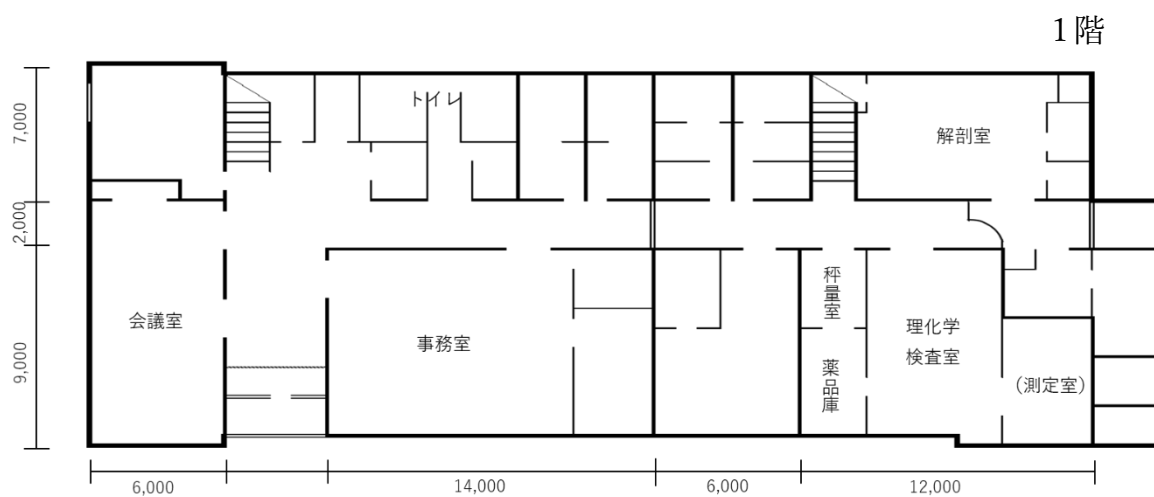 1階
7,000
トイレ
解剖室
2,000
会議室
事務室
秤量室
理化学
検査室
9,000
薬品庫
(測定室)
6,000
14,000
6,000
12,000